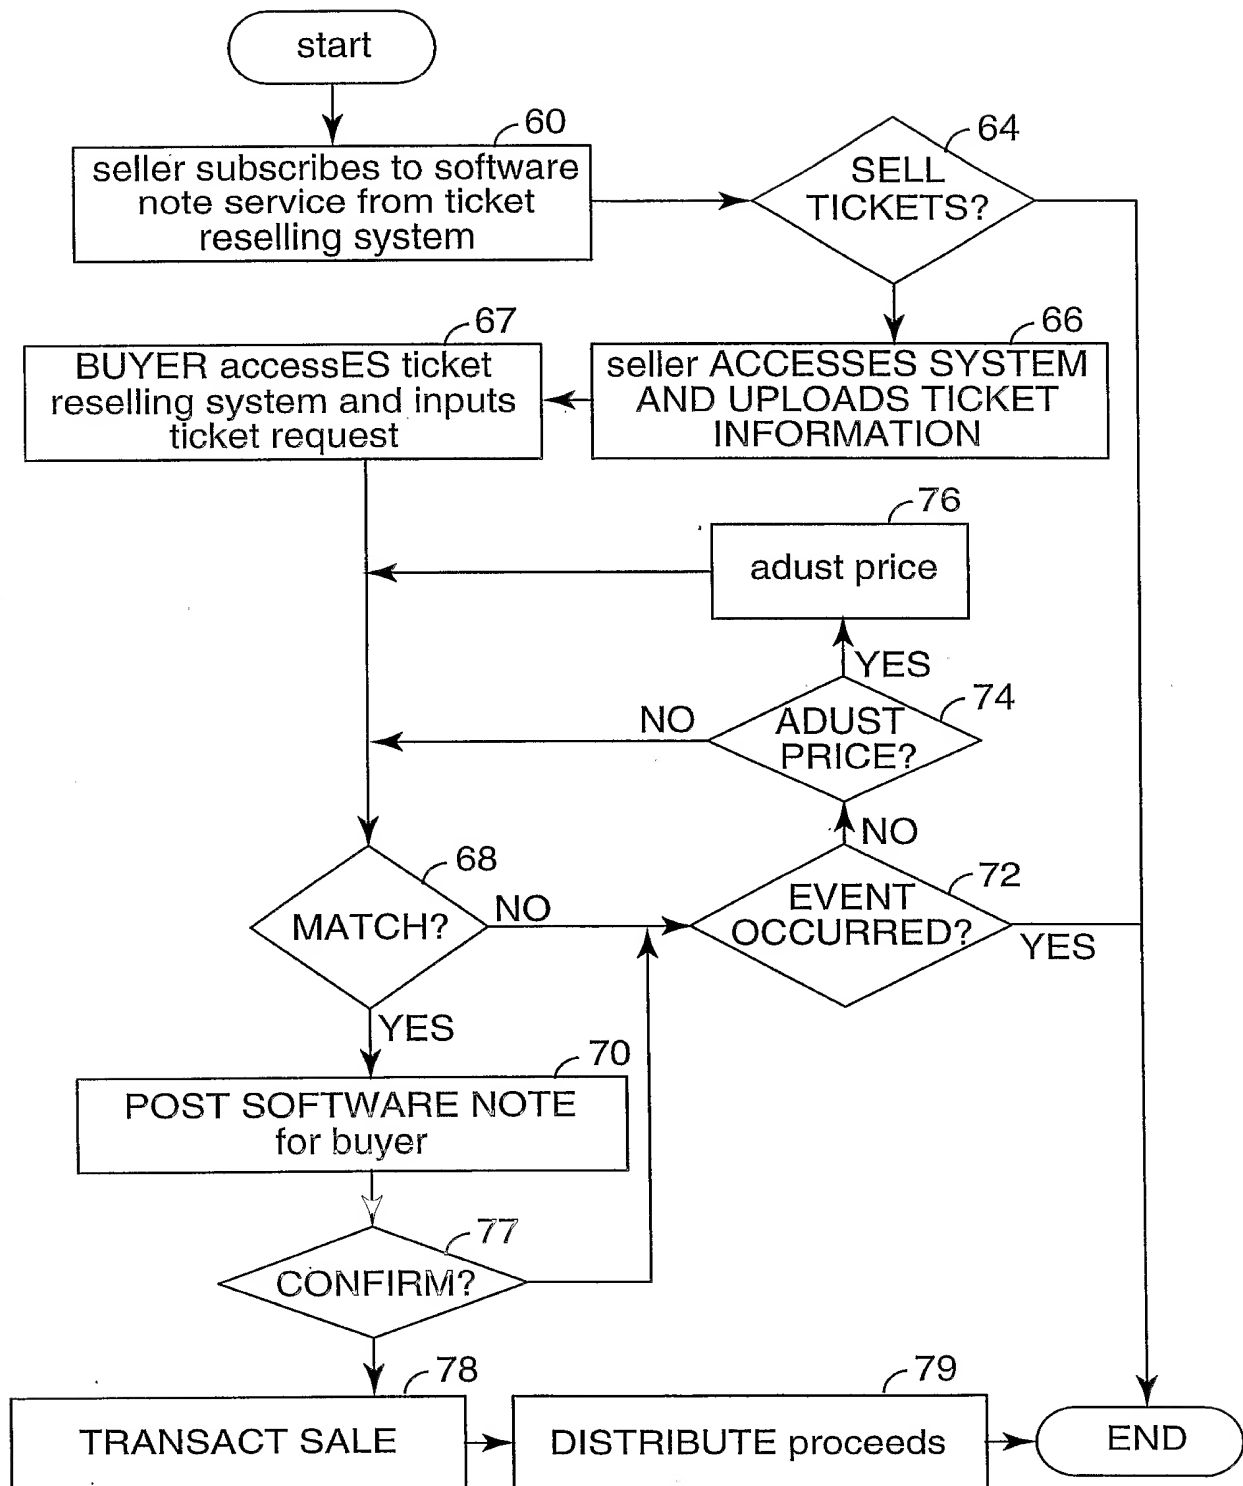 start
60
seller subscribes to software
note service from ticket
reselling system
64
SELL
TICKETS?
67
BUYER accessES ticket
reselling system and inputs
ticket request
66
seller ACCESSES SYSTEM
AND UPLOADS TICKET
INFORMATION
76
adust price
YES
74
ADUST
PRICE?
NO
NO
68
MATCH?
NO
72
EVENT
OCCURRED?
YES
YES
70
POST SOFTWARE NOTE
for buyer
77
CONFIRM?
78
TRANSACT SALE
79
DISTRIBUTE proceeds
END